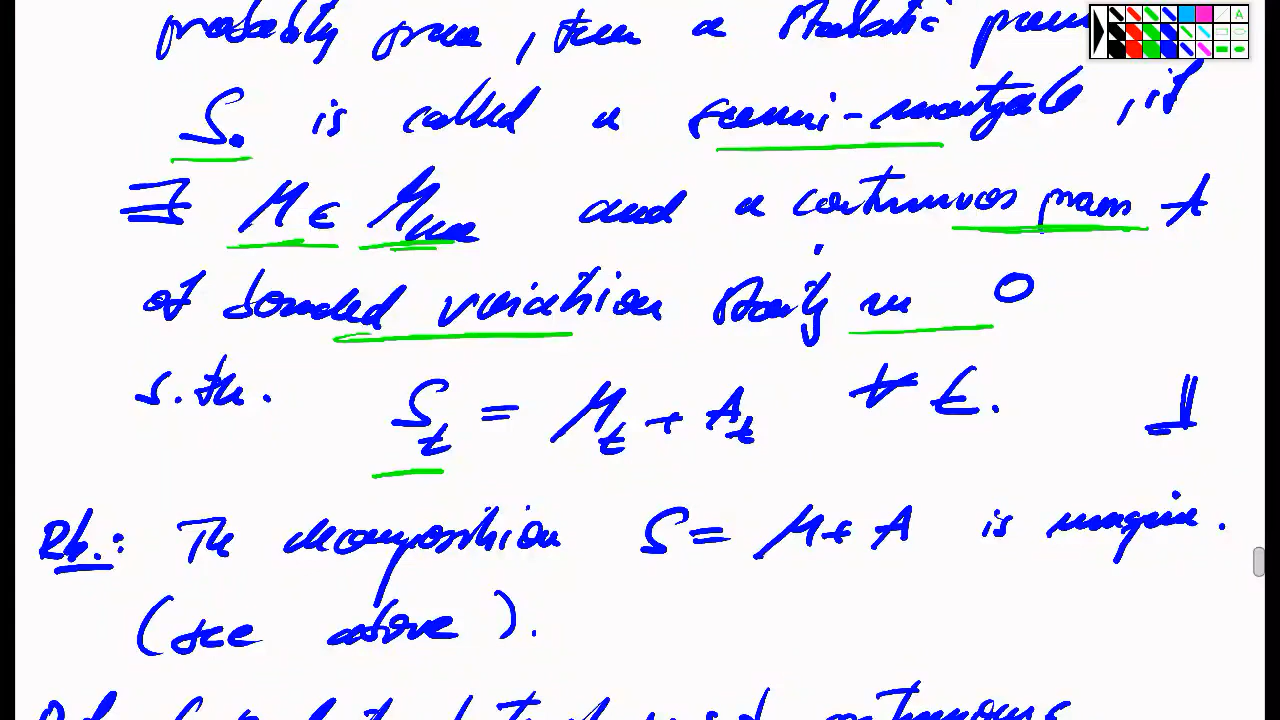 probability space, then a stochastic process
S. is called a semi-martingale, if
∃ M ∈ M_loc and a continuous process A
of bounded variation starting in 0
s.th. S_t = M_t + A_t ∀ t.
Rk.: The decomposition S = M + A is unique.
(see above).
continuous